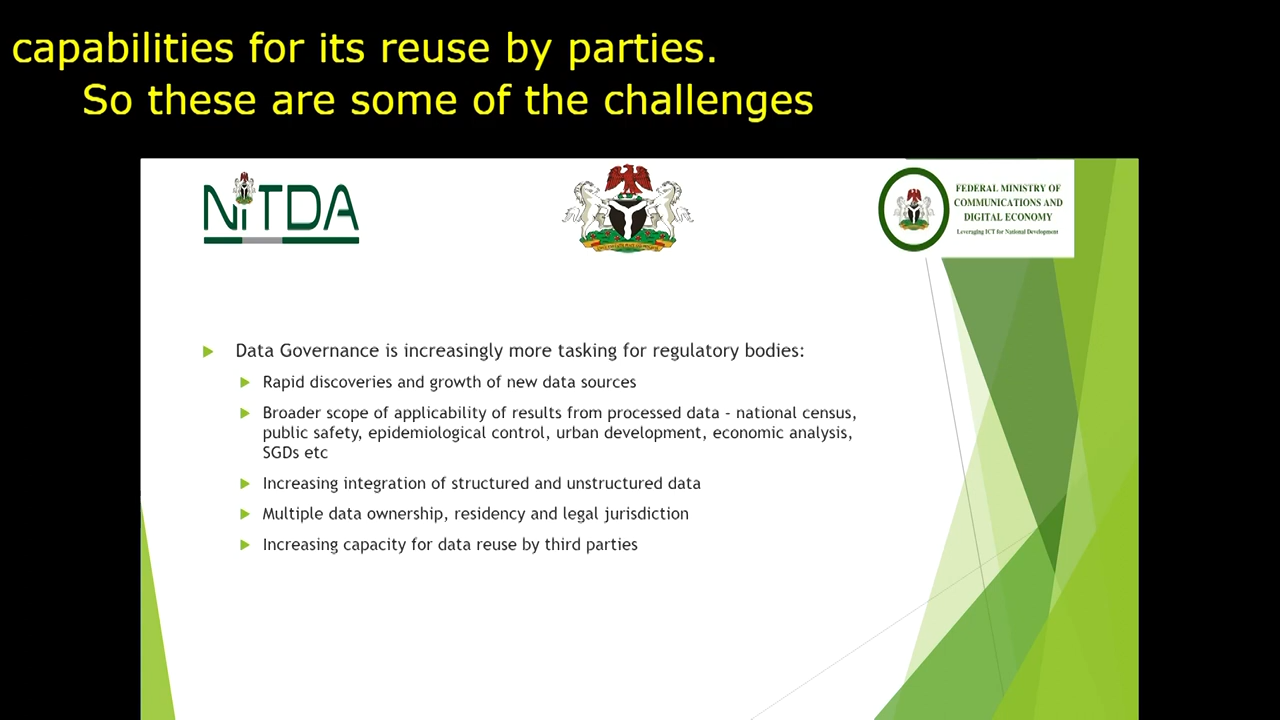 capabilities for its reuse by parties.
So these are some of the challenges
NiTDA
FEDERAL MINISTRY OF
COMMUNICATIONS AND
DIGITAL ECONOMY
Leveraging ICT for National Development
Data Governance is increasingly more tasking for regulatory bodies:
Rapid discoveries and growth of new data sources
Broader scope of applicability of results from processed data - national census,
public safety, epidemiological control, urban development, economic analysis,
SGDs etc
Increasing integration of structured and unstructured data
Multiple data ownership, residency and legal jurisdiction
Increasing capacity for data reuse by third parties